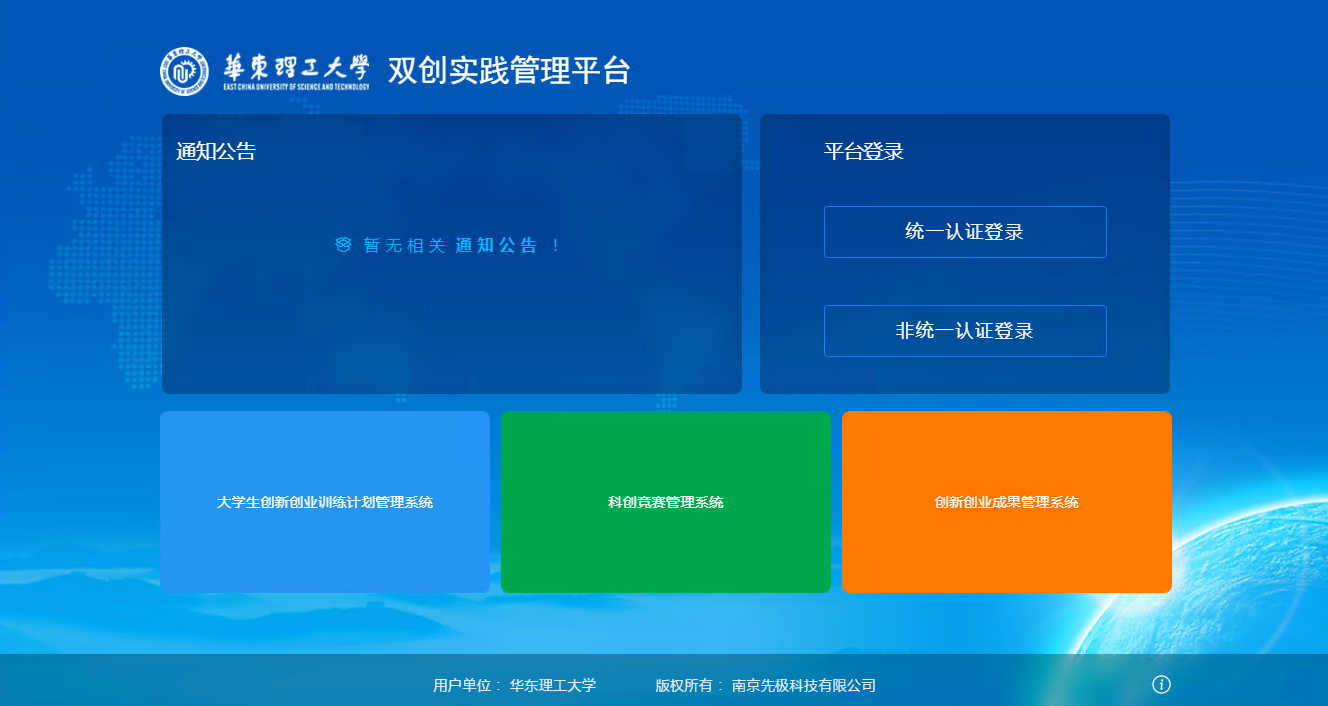 華東理工大學
EAST CHINA UNIVERSITY OF SCIENCE AND TECHNOLOGY
双创实践管理平台
通知公告
暂无相关 通知公告 ！
平台登录
统一认证登录
非统一认证登录
大学生创新创业训练计划管理系统
科创竞赛管理系统
创新创业成果管理系统
用户单位： 华东理工大学
版权所有： 南京先极科技有限公司